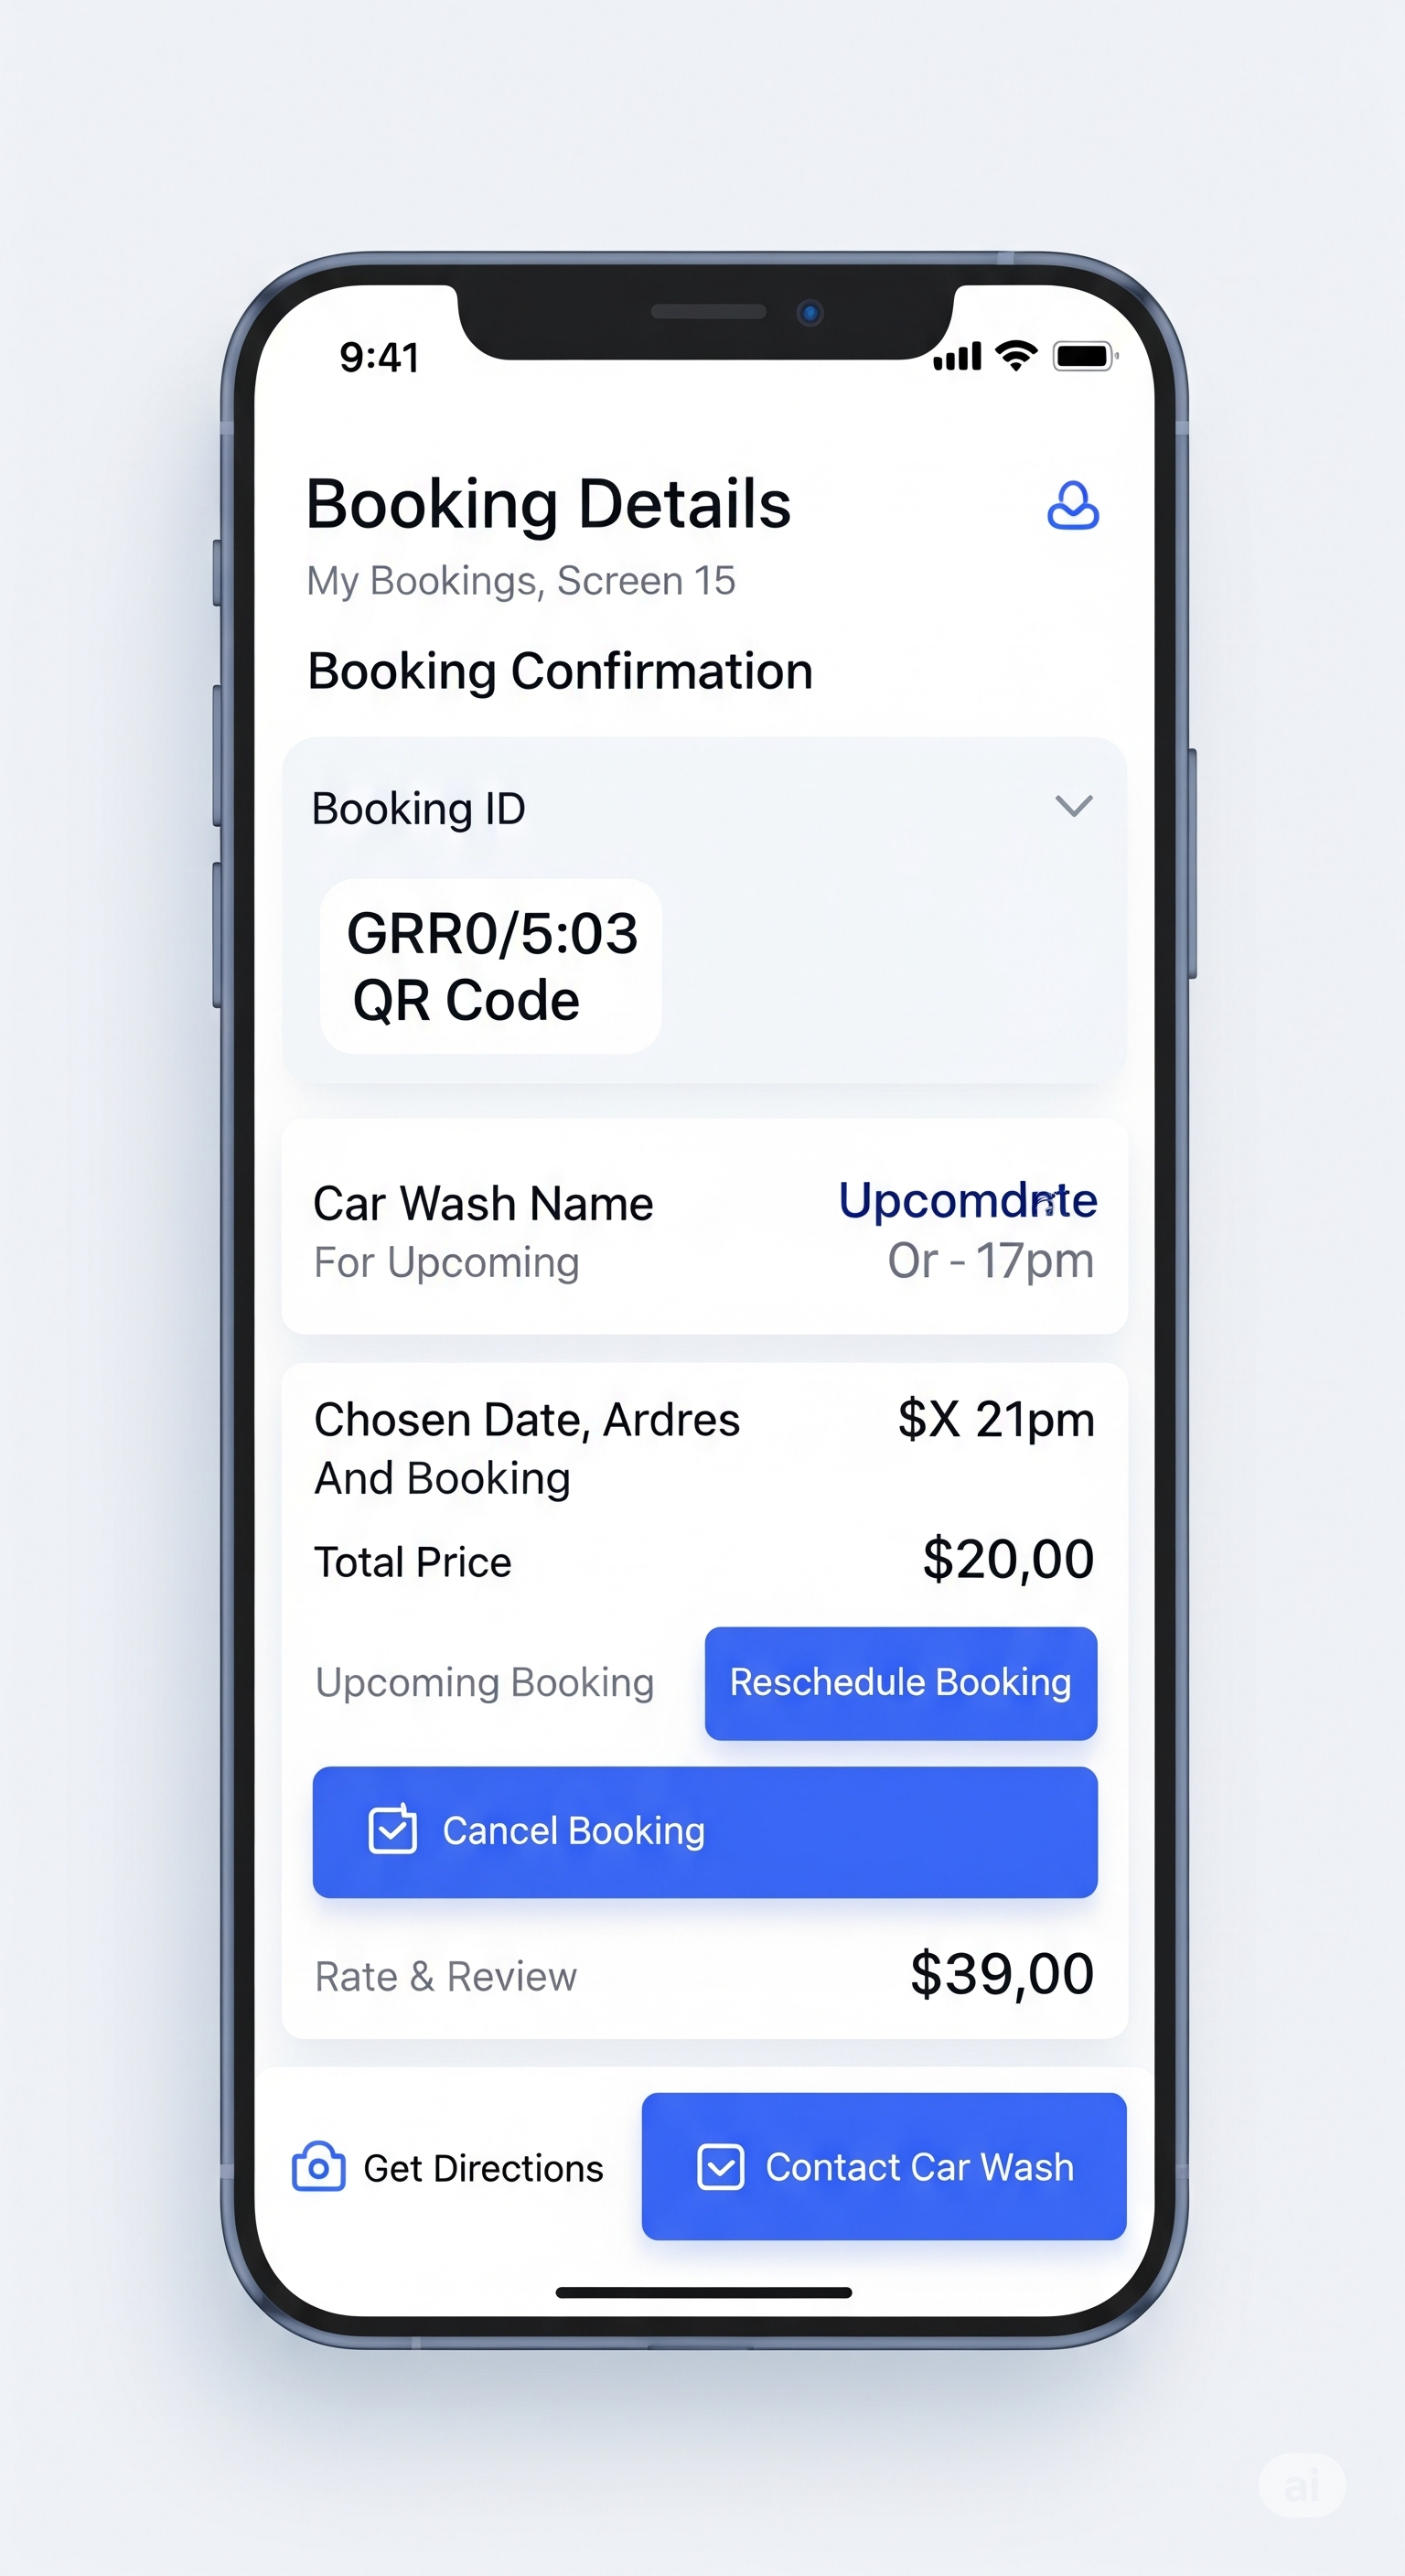 9:41
Booking Details
My Bookings, Screen 15
Booking Confirmation
Booking ID
GRR0/5:03
QR Code
Car Wash Name
For Upcoming
Or - 17pm
Chosen Date, Ardres
$X 21pm
And Booking
Total Price
$20,00
Upcoming Booking
Reschedule Booking
Cancel Booking
Rate & Review
$39,00
Get Directions
Contact Car Wash
ai